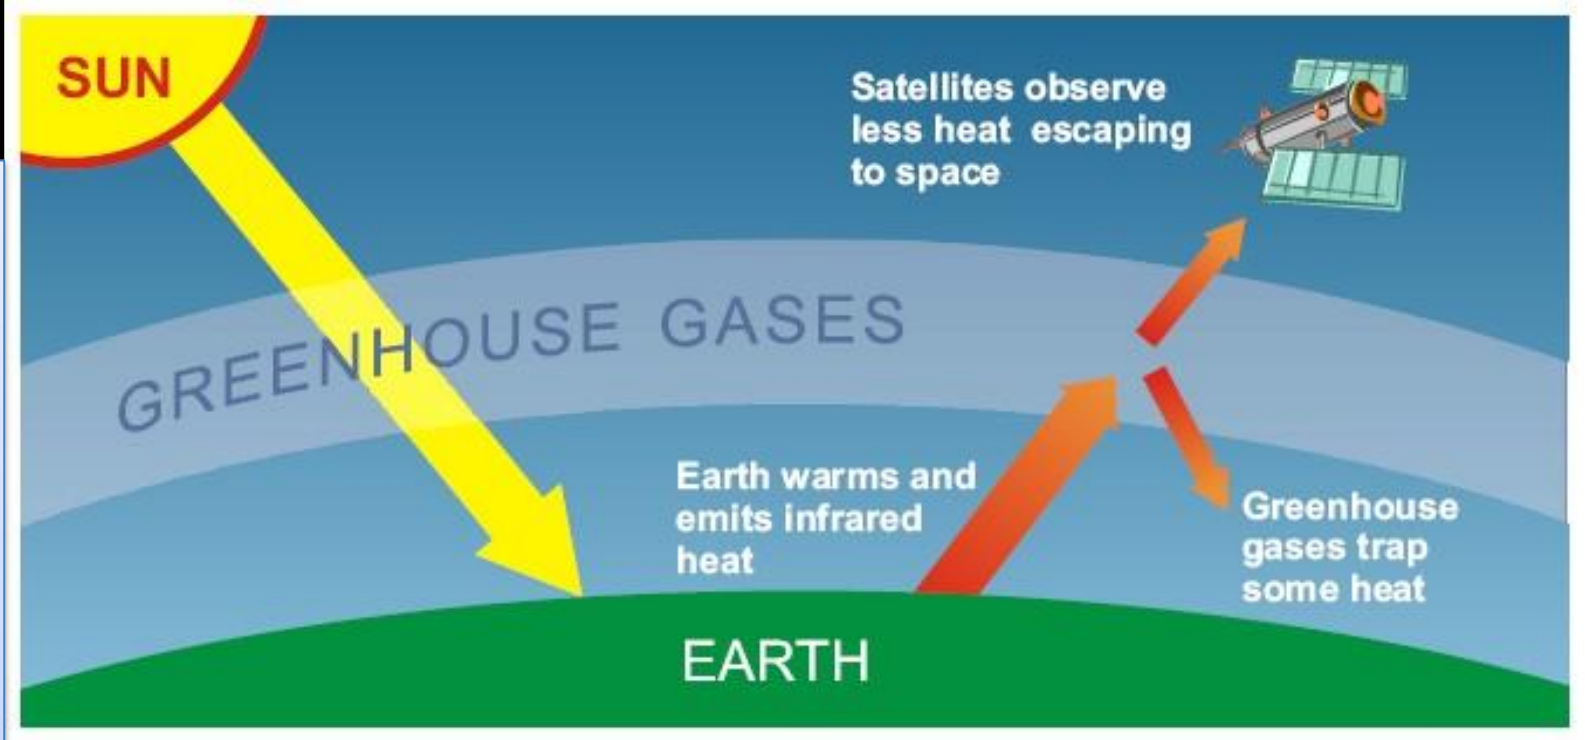 SUN
Satellites observe
less heat escaping
to space
GREENHOUSE GASES
Earth warms and
emits infrared
heat
Greenhouse
gases trap
some heat
EARTH